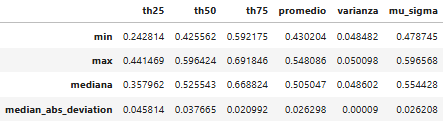 th25 th50 th75 promedio varianza mu_sigma
min 0.242814 0.425562 0.592175 0.430204 0.048482 0.478745
max 0.441469 0.596424 0.691846 0.548086 0.050098 0.596568
mediana 0.357962 0.525543 0.668824 0.505047 0.048602 0.554428
median_abs_deviation 0.045814 0.037665 0.020992 0.026298 0.00009 0.026208